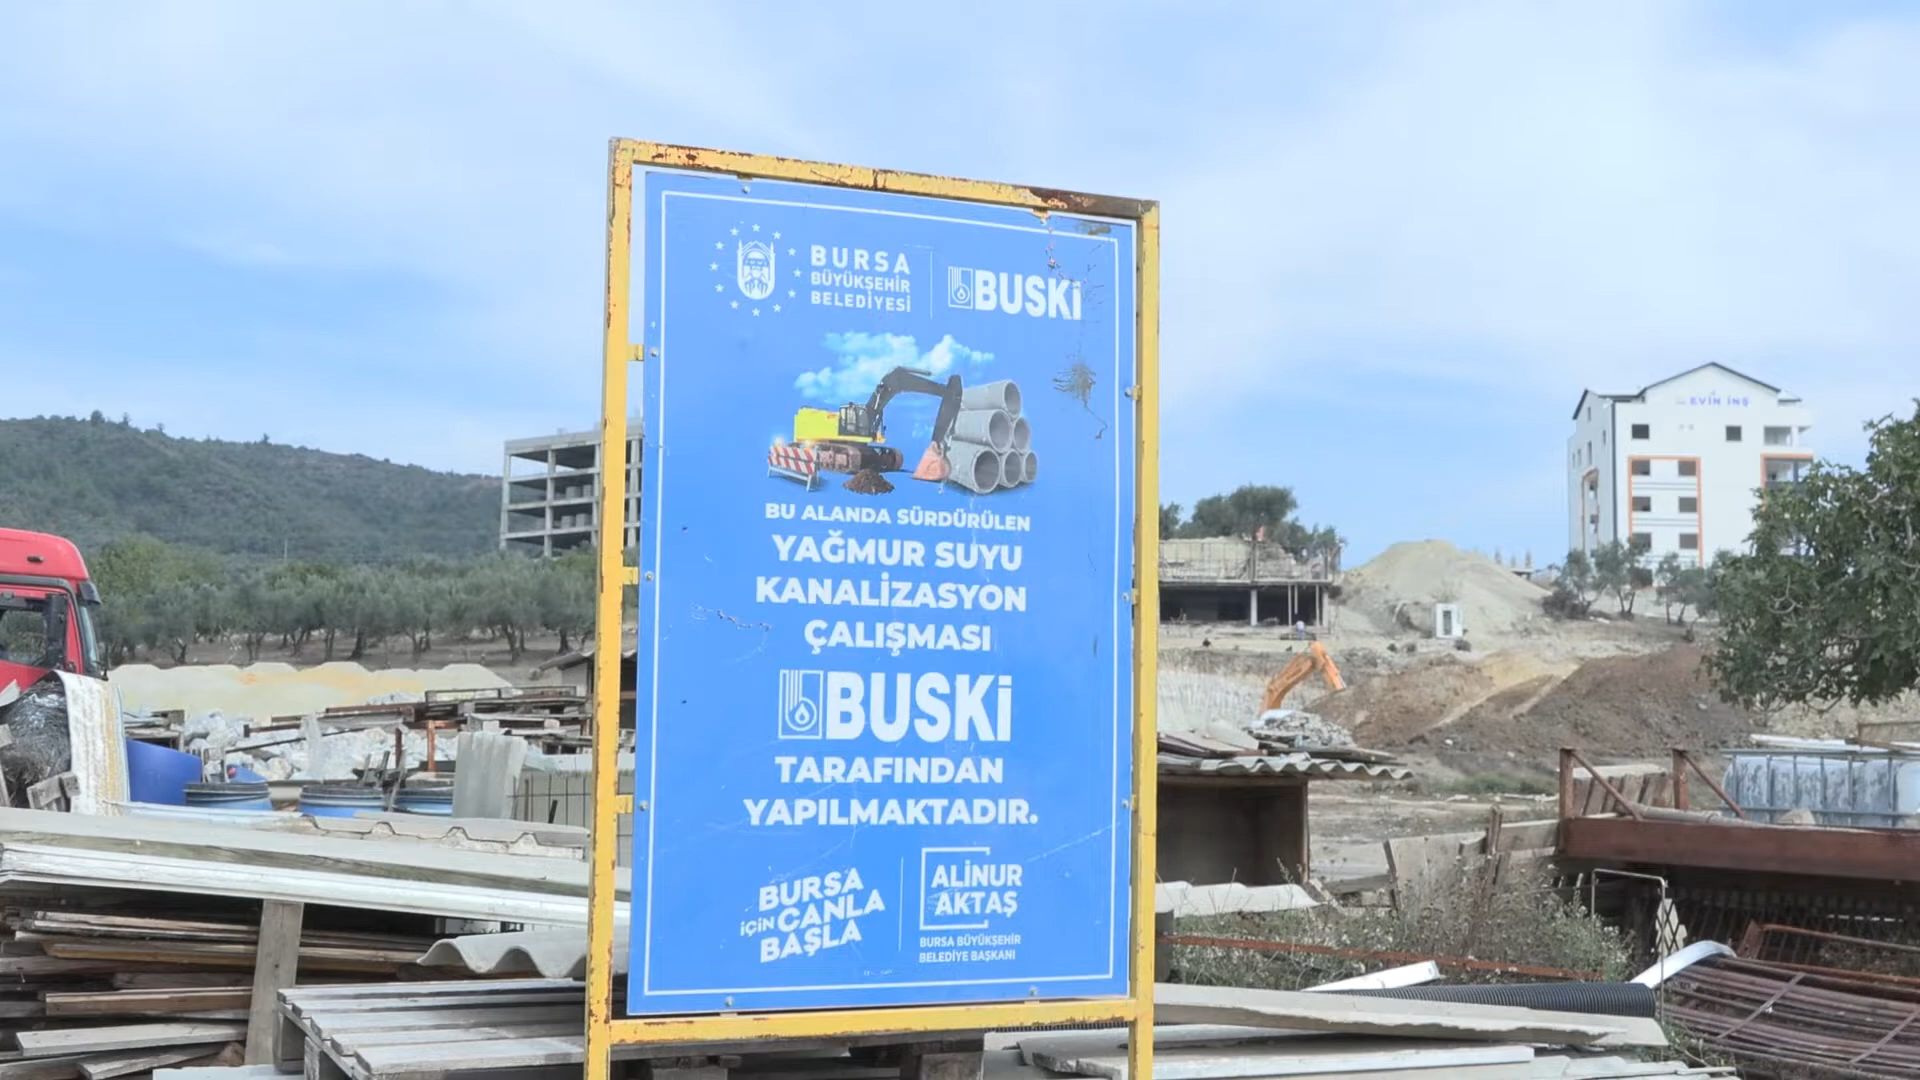 BURSA
BÜYÜKŞEHİR
BELEDİYESİ
BUSKİ
BU ALANDA SÜRDÜRÜLEN
YAĞMUR SUYU
KANALİZASYON
ÇALIŞMASI
BUSKİ
TARAFINDAN
YAPILMAKTADIR.
BURSA
İÇİN CANLA
BAŞLA
ALİNUR
AKTAŞ
BURSA BÜYÜKŞEHİR
BELEDİYE BAŞKANI
EVİN İNŞ